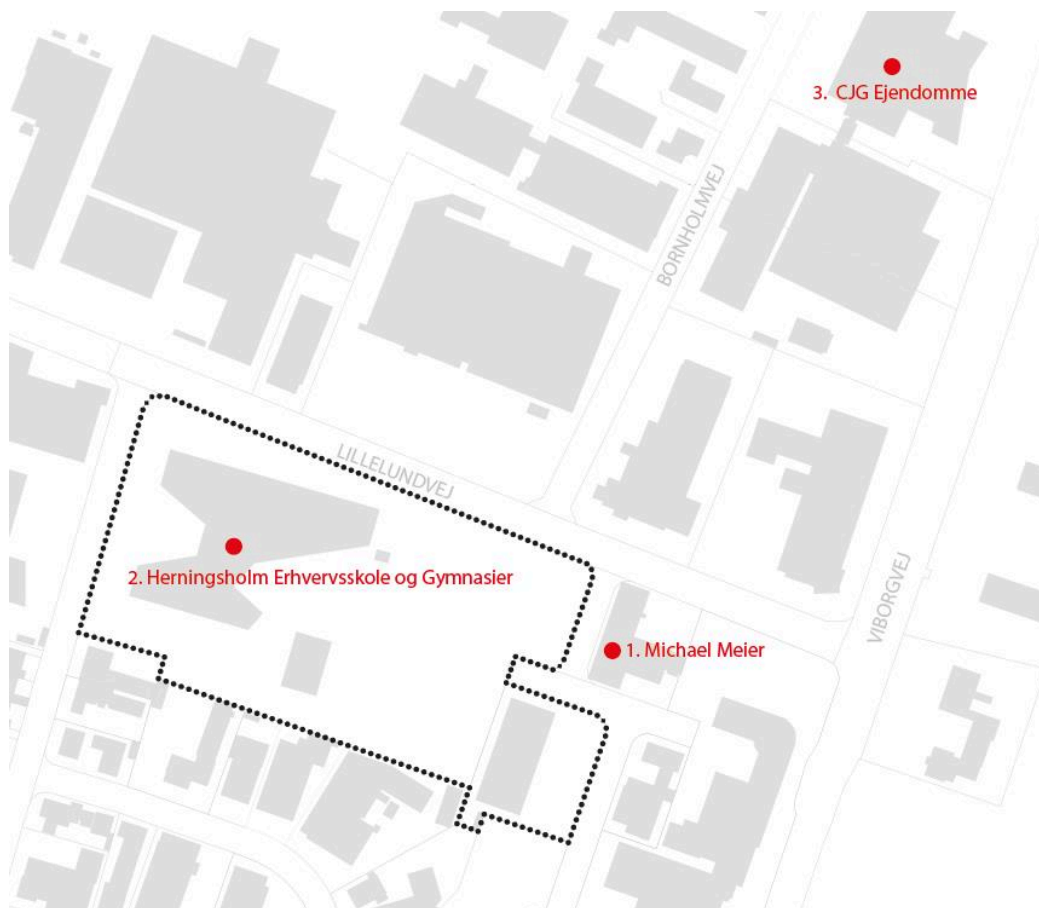 3. CJG Ejendomme
BORNHOLMVEJ
LILLELUNDVEJ
2. Herningsholm Erhvervsskole og Gymnasier
VIBORGVEJ
1. Michael Meier